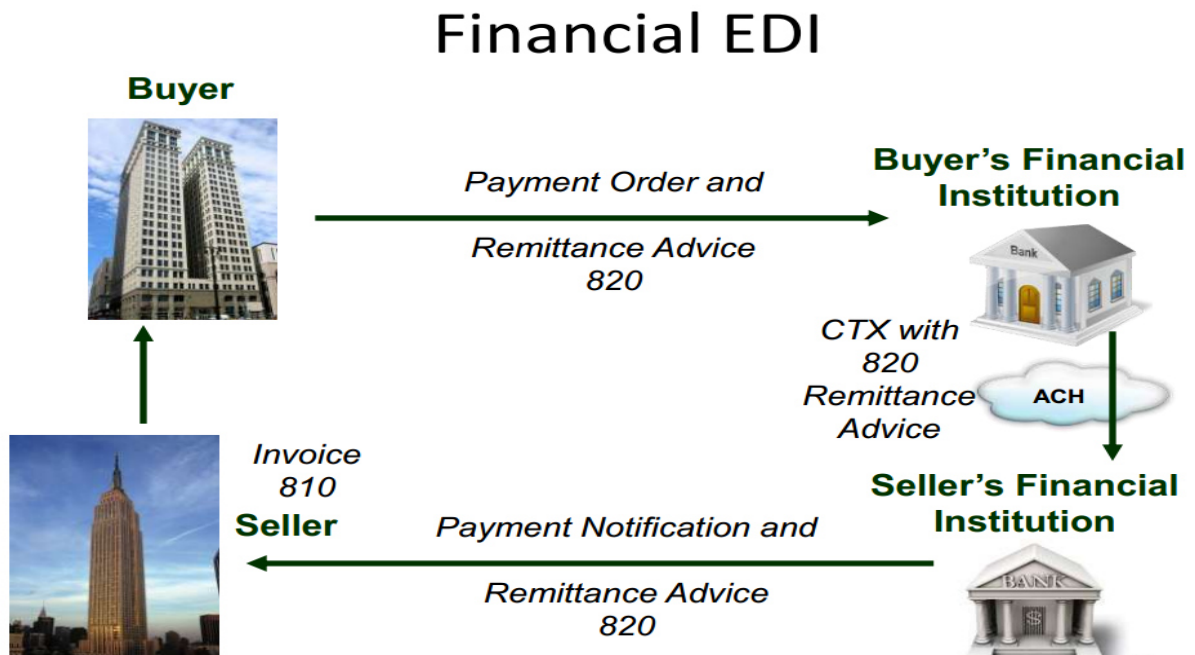 Financial EDI
Buyer
Payment Order and
Remittance Advice
820
Buyer's Financial
Institution
Bank
CTX with
820
Remittance
Advice
ACH
Invoice
810
Seller
Payment Notification and
Remittance Advice
820
Seller's Financial
Institution
BANK
$